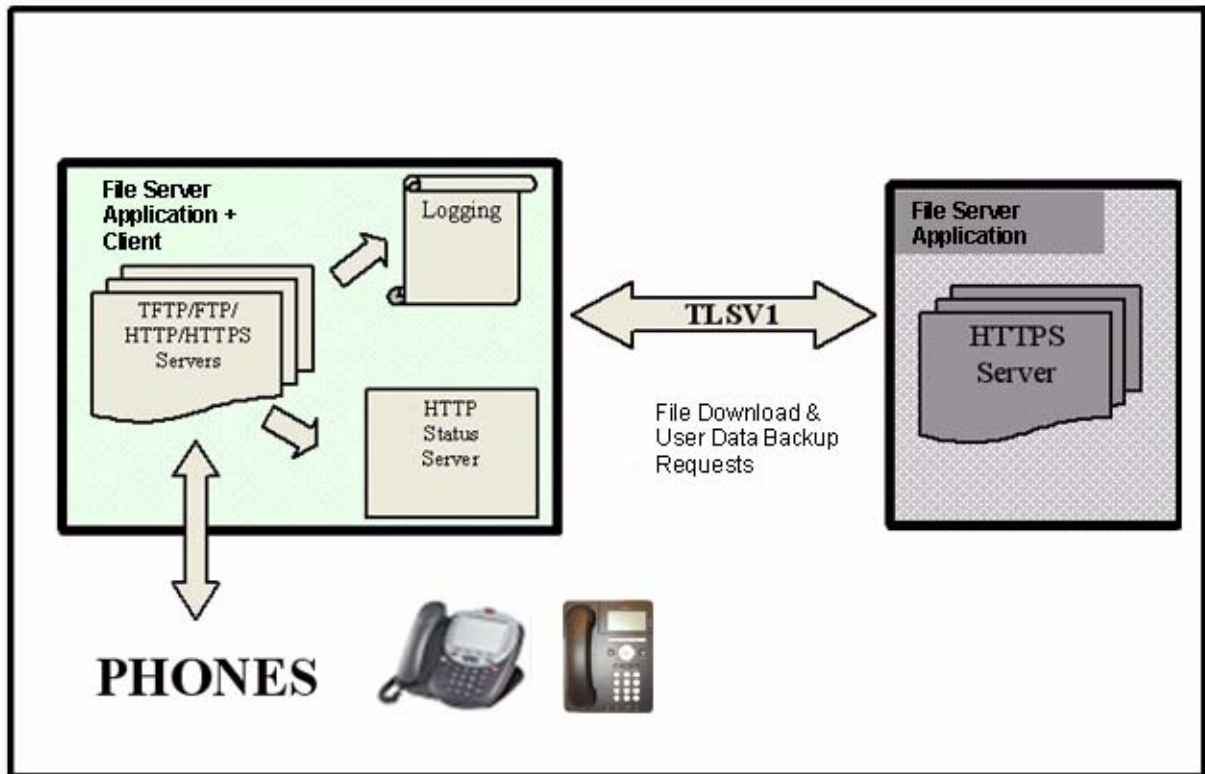 File Server
Application +
Client
Logging
TFTP/FTP/
HTTP/HTTPS
Servers
HTTP
Status
Server
TLSV1
File Download &
User Data Backup
Requests
File Server
Application
HTTPS
Server
PHONES